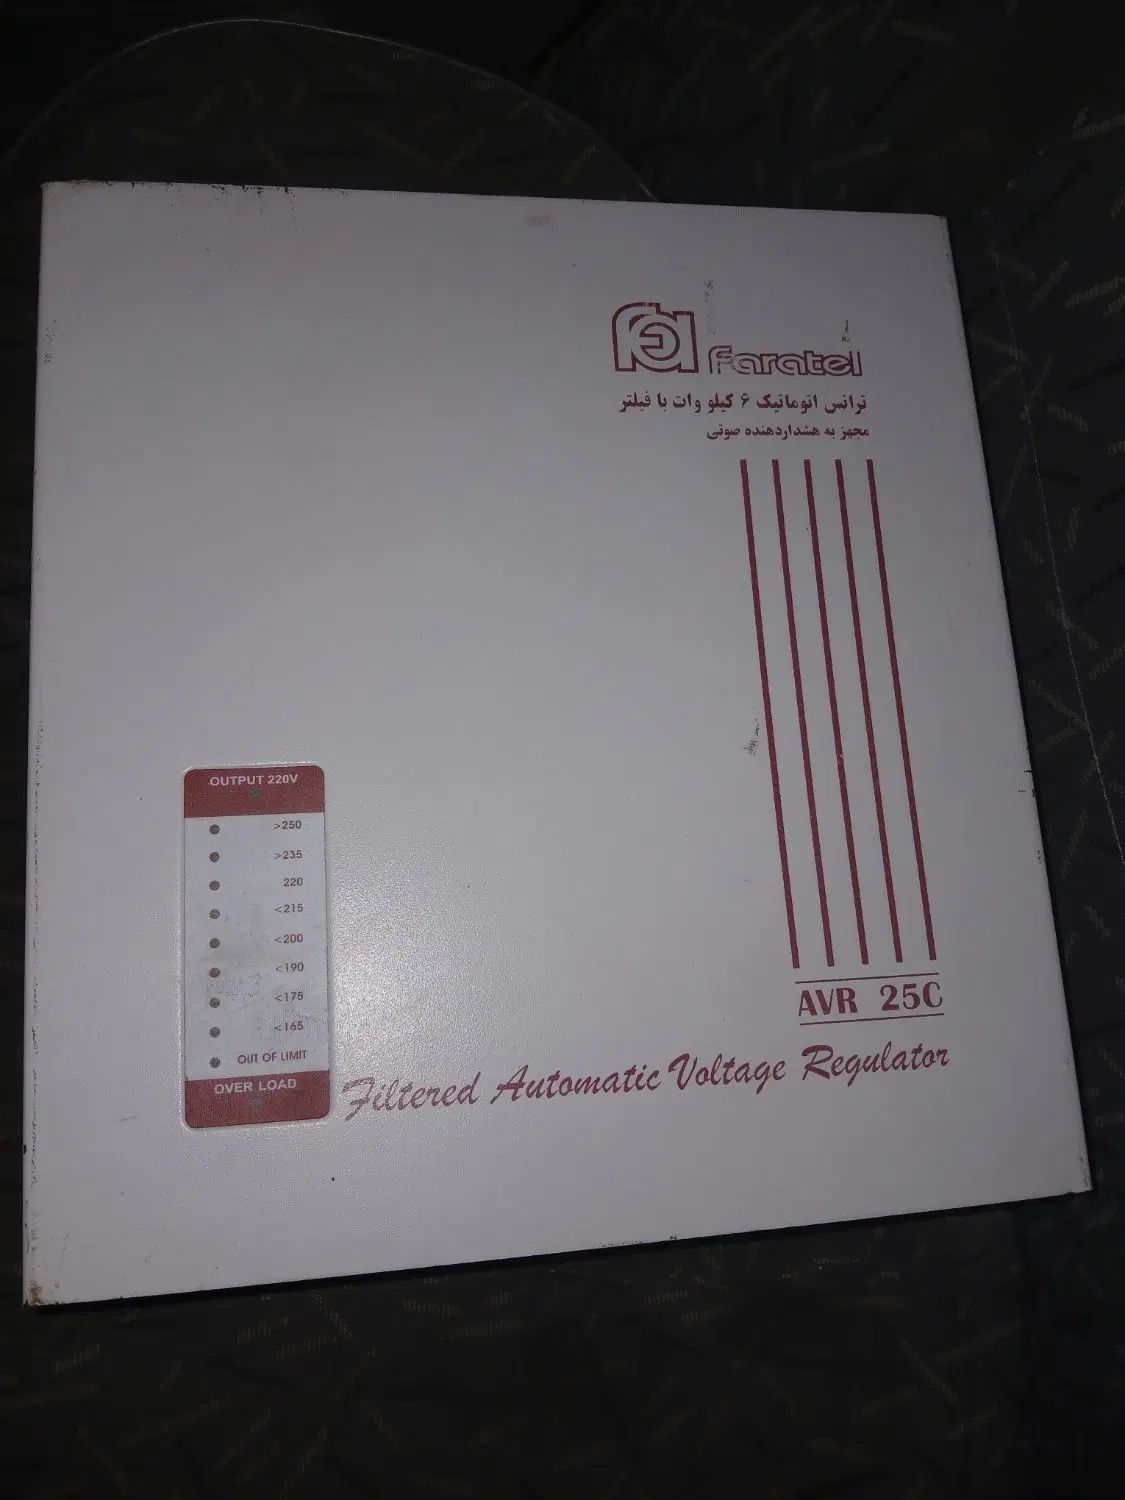 faratel
ترانس اتوماتیک ۶ کیلو وات با فیلتر
مجهز به هشداردهنده صوتی
OUTPUT 220V
>250
>235
220
<215
<200
<190
<175
<165
OUT OF LIMIT
OVER LOAD
AVR 25C
Filtered Automatic Voltage Regulator